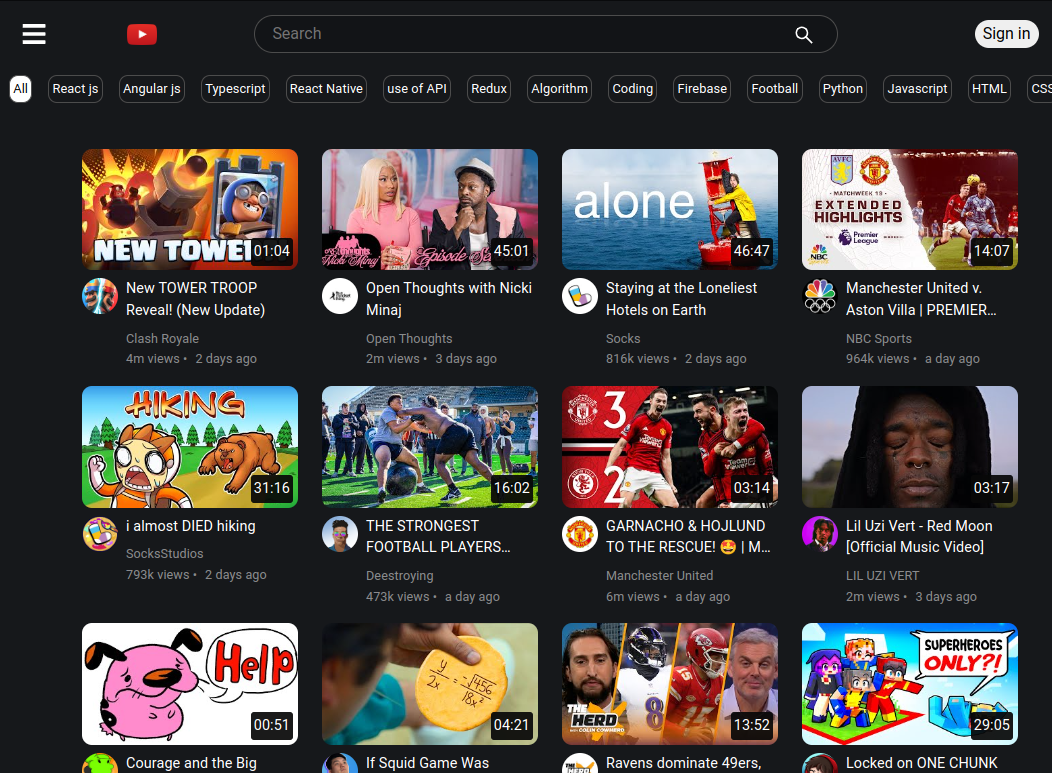 Search
Sign in
All
React js
Angular js
Typescript
React Native
use of API
Redux
Algorithm
Coding
Firebase
Football
Python
Javascript
HTML
CSS
NEW TOWER
01:04
Episode Se
45:01
alone
46:47
AVFC
MATCHWEEK 19
EXTENDED
HIGHLIGHTS
Premier
League
NBC
14:07
New TOWER TROOP
Reveal! (New Update)
Clash Royale
4m views • 2 days ago
Open Thoughts with Nicki
Minaj
Open Thoughts
2m views • 3 days ago
Staying at the Loneliest
Hotels on Earth
Socks
816k views • 2 days ago
Manchester United v.
Aston Villa | PREMIER…
NBC Sports
964k views • a day ago
HIKING
31:16
16:02
3
2
03:14
03:17
i almost DIED hiking
SocksStudios
793k views • 2 days ago
THE STRONGEST
FOOTBALL PLAYERS…
Deestroying
473k views • a day ago
GARNACHO & HOJLUND
TO THE RESCUE! 🤩 | M…
Manchester United
6m views • a day ago
Lil Uzi Vert - Red Moon
[Official Music Video]
LIL UZI VERT
2m views • 3 days ago
Help
00:51
y/2x = √456/18x²
04:21
THE
HERD
WITH COLIN COWHERD
8
15
13:52
SUPERHEROES
ONLY?!
29:05
Courage and the Big
If Squid Game Was
Ravens dominate 49ers,
Locked on ONE CHUNK